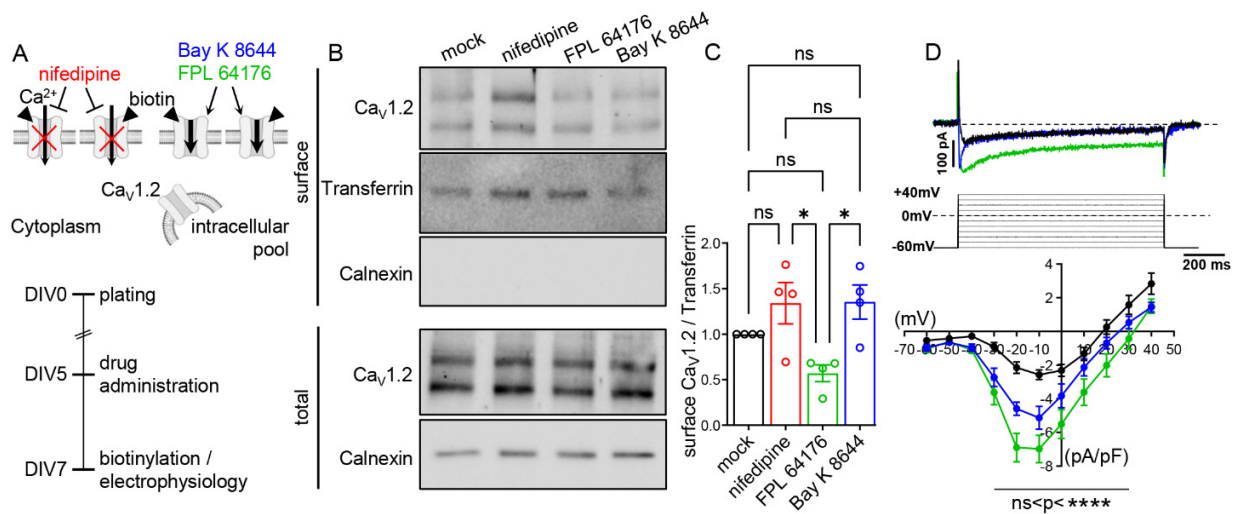 A
Bay K 8644
nifedipine
FPL 64176
Ca²⁺
biotin
CaV1.2
Cytoplasm
intracellular
pool
DIV0
plating
DIV5
drug
administration
DIV7
biotinylation /
electrophysiology
B
mock
nifedipine
FPL 64176
Bay K 8644
surface
CaV1.2
Transferrin
Calnexin
total
CaV1.2
Calnexin
C
ns
ns
ns
ns
*
*
surface CaV1.2 / Transferrin
2.0
1.5
1.0
0.5
0.0
mock
nifedipine
FPL 64176
Bay K 8644
D
100 pA
+40mV
0mV
-60mV
200 ms
(mV)
-70 -60 -50 -40 -30 -20 -10
10 20 30 40 50
4
2
-2
-4
-6
-8
(pA/pF)
ns<p< ****